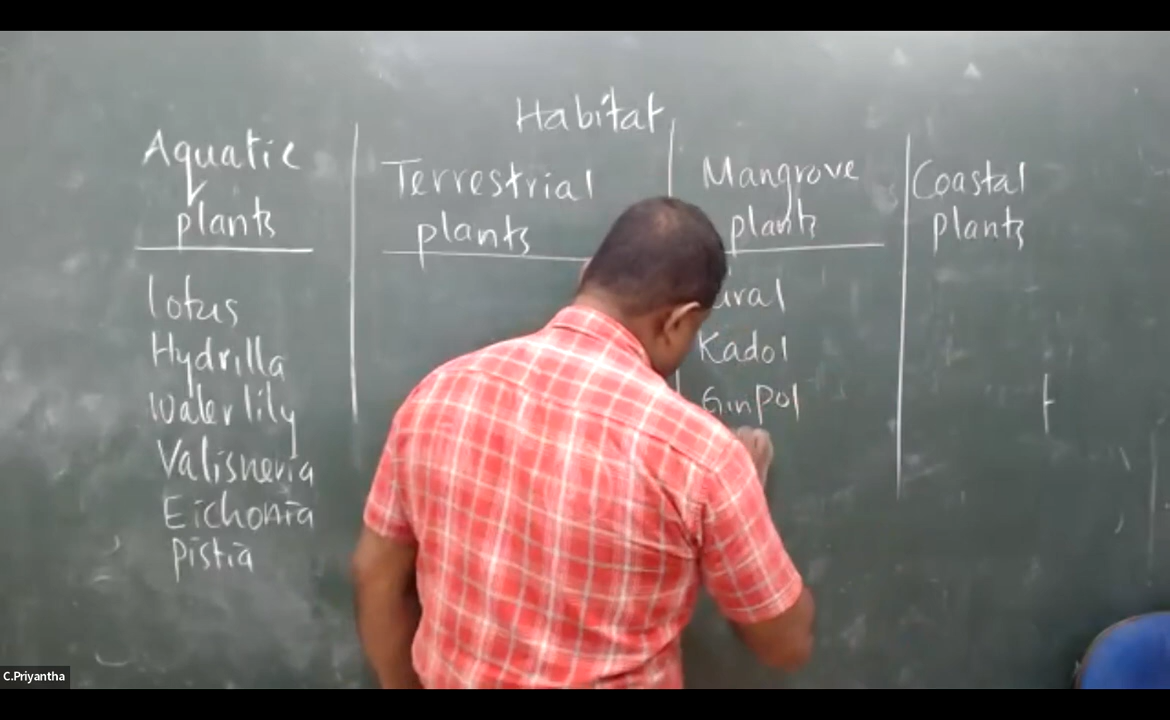 Habitat
Aquatic
plants
lotus
Hydrilla
water lily
Valisneria
Eichonia
Pistia
Terrestrial
plants
Mangrove
plants
Kadol
Ginpol
Coastal
plants
C.Priyantha